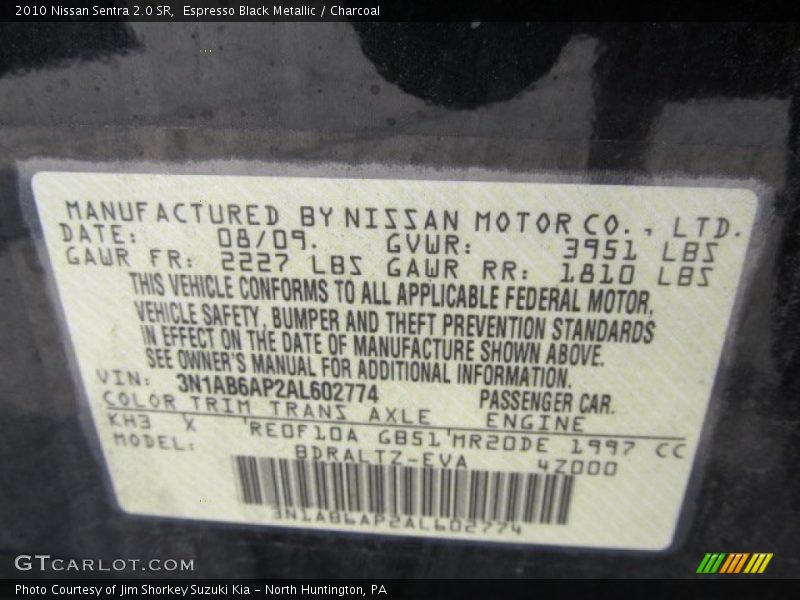 2010 Nissan Sentra 2.0 SR,  Espresso Black Metallic / Charcoal
MANUFACTURED BY NISSAN MOTOR CO., LTD.
DATE: 08/09. GVWR: 3951 LBS
GAWR FR: 2227 LBS GAWR RR: 1810 LBS
THIS VEHICLE CONFORMS TO ALL APPLICABLE FEDERAL MOTOR,
VEHICLE SAFETY, BUMPER AND THEFT PREVENTION STANDARDS
IN EFFECT ON THE DATE OF MANUFACTURE SHOWN ABOVE.
SEE OWNER'S MANUAL FOR ADDITIONAL INFORMATION.
VIN: 3N1AB6AP2AL602774 PASSENGER CAR.
COLOR TRIM TRANS AXLE ENGINE
KH3 X RE0F10A GB51 MR20DE 1997 CC
MODEL: BDRALTZ-EVA 4Z000
3N1AB6AP2AL602774
GTCARLOT.COM
Photo Courtesy of Jim Shorkey Suzuki Kia - North Huntington, PA